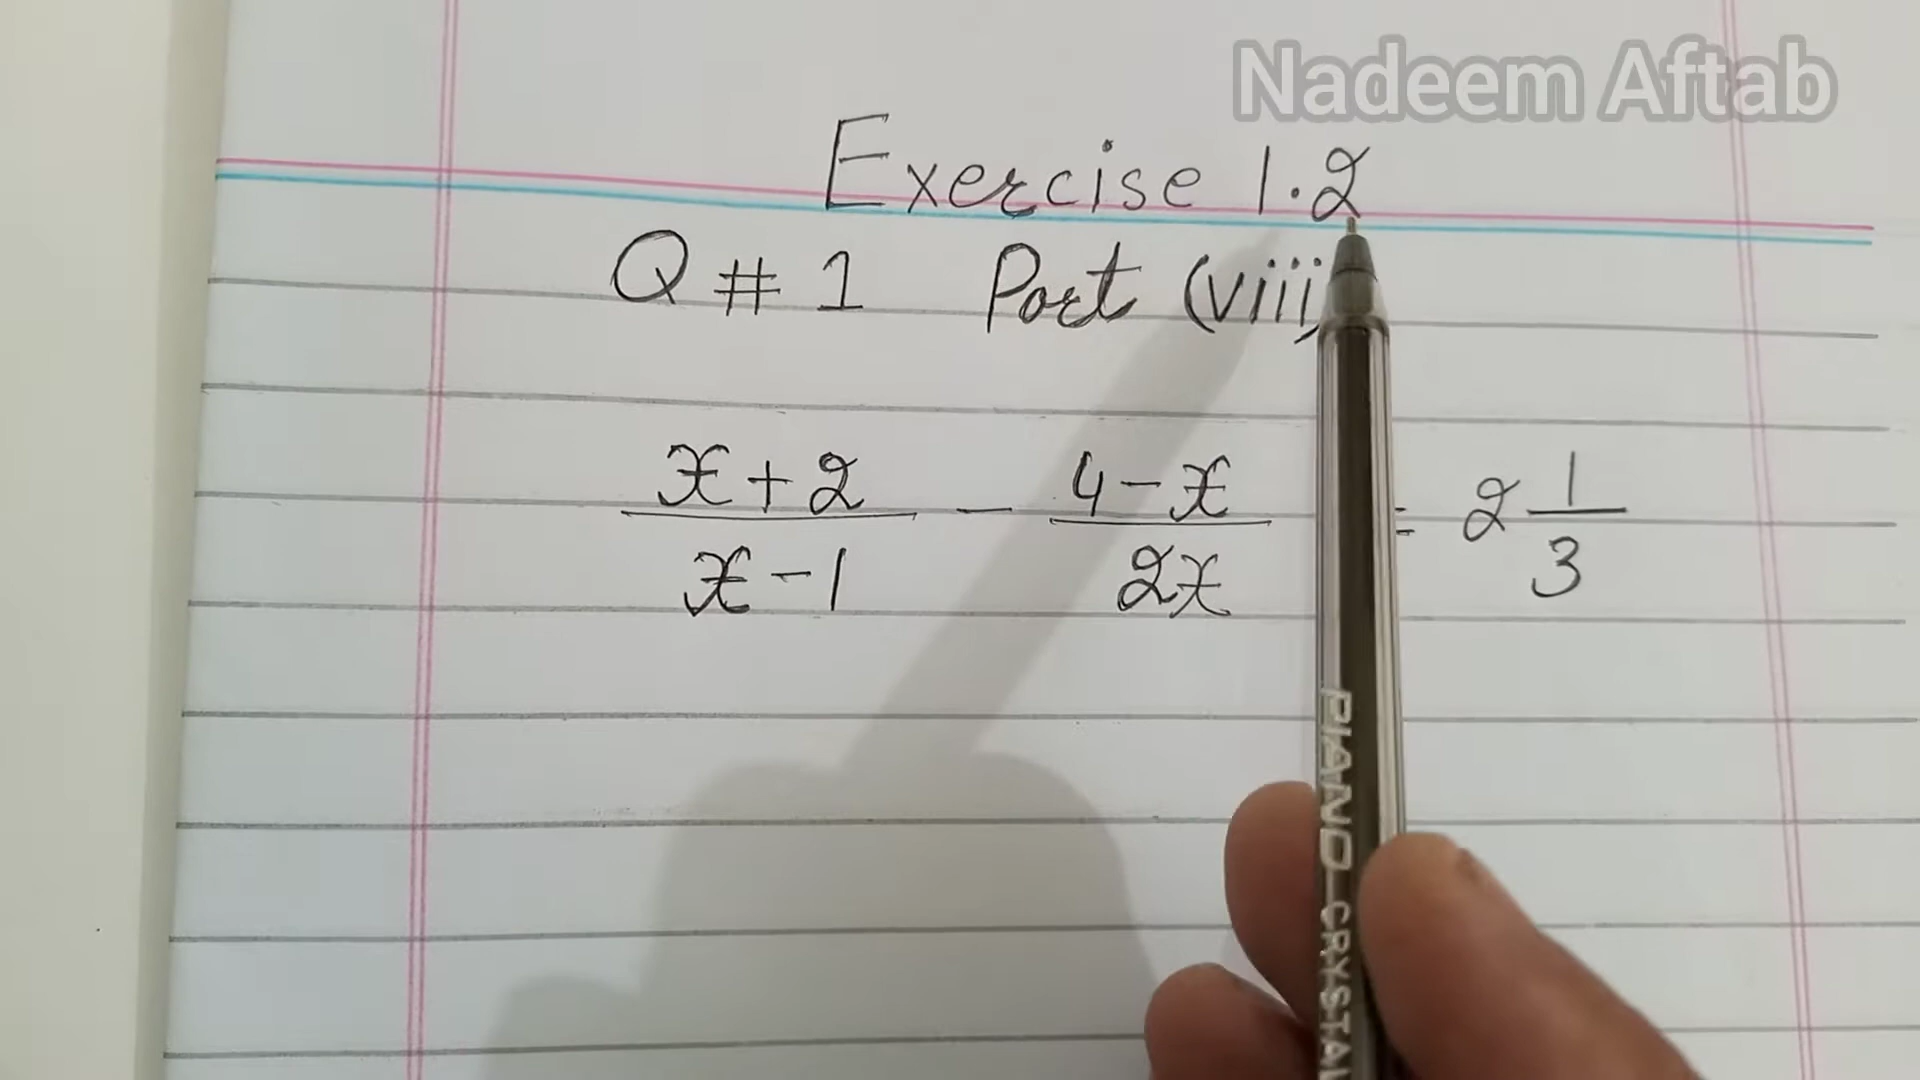 Nadeem Aftab
Exercise 1.2
Q # 1 Part (viii)
x+2 / x-1 - 4-x / 2x = 2 1/3
PIANO CRYSTAL